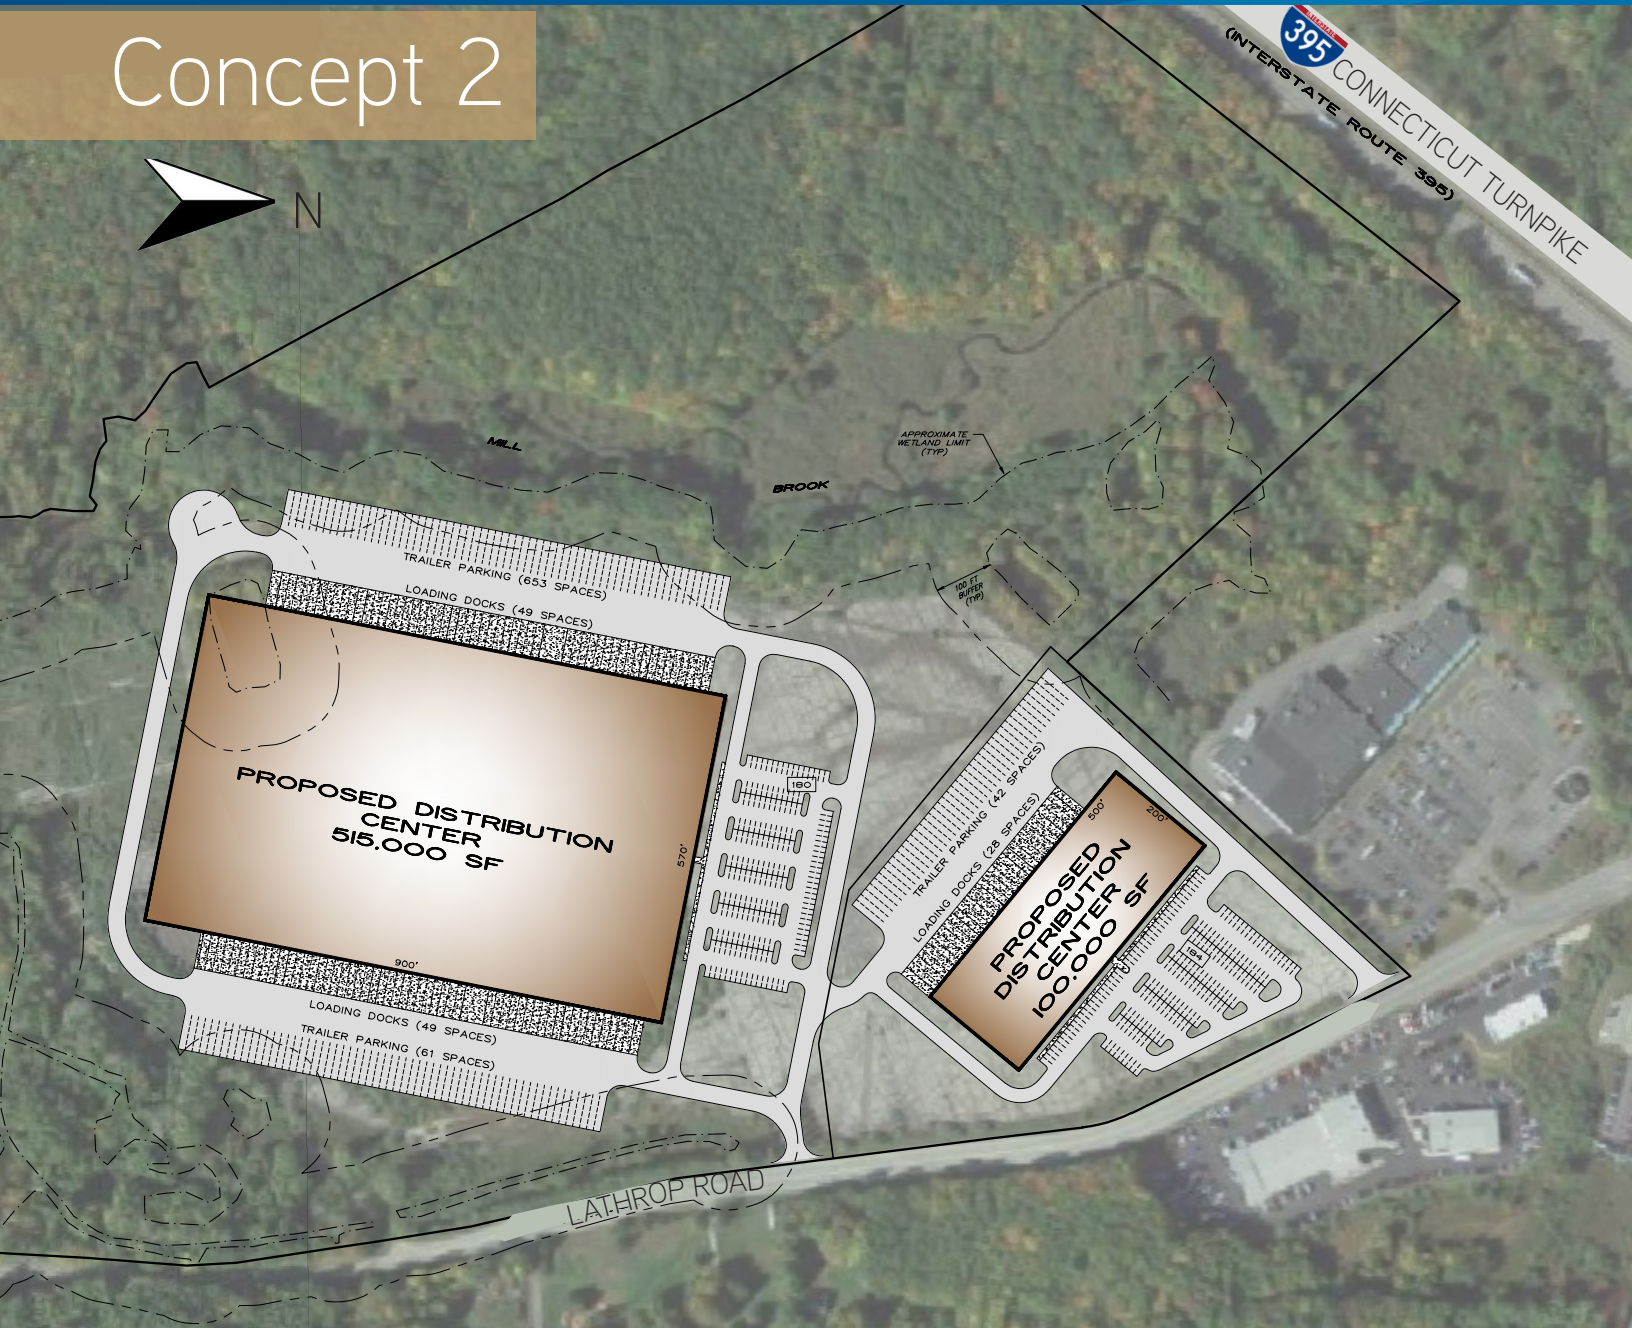 Concept 2
N
INTERSTATE
395
CONNECTICUT TURNPIKE
(INTERSTATE ROUTE 395)
MILL
BROOK
APPROXIMATE
WETLAND LIMIT
(TYP)
100 FT
BUFFER
(TYP)
TRAILER PARKING (653 SPACES)
LOADING DOCKS (49 SPACES)
PROPOSED DISTRIBUTION
CENTER
515,000 SF
570'
900'
180
LOADING DOCKS (49 SPACES)
TRAILER PARKING (61 SPACES)
TRAILER PARKING (42 SPACES)
LOADING DOCKS (28 SPACES)
500'
200'
PROPOSED
DISTRIBUTION
CENTER
100,000 SF
LATHROP ROAD